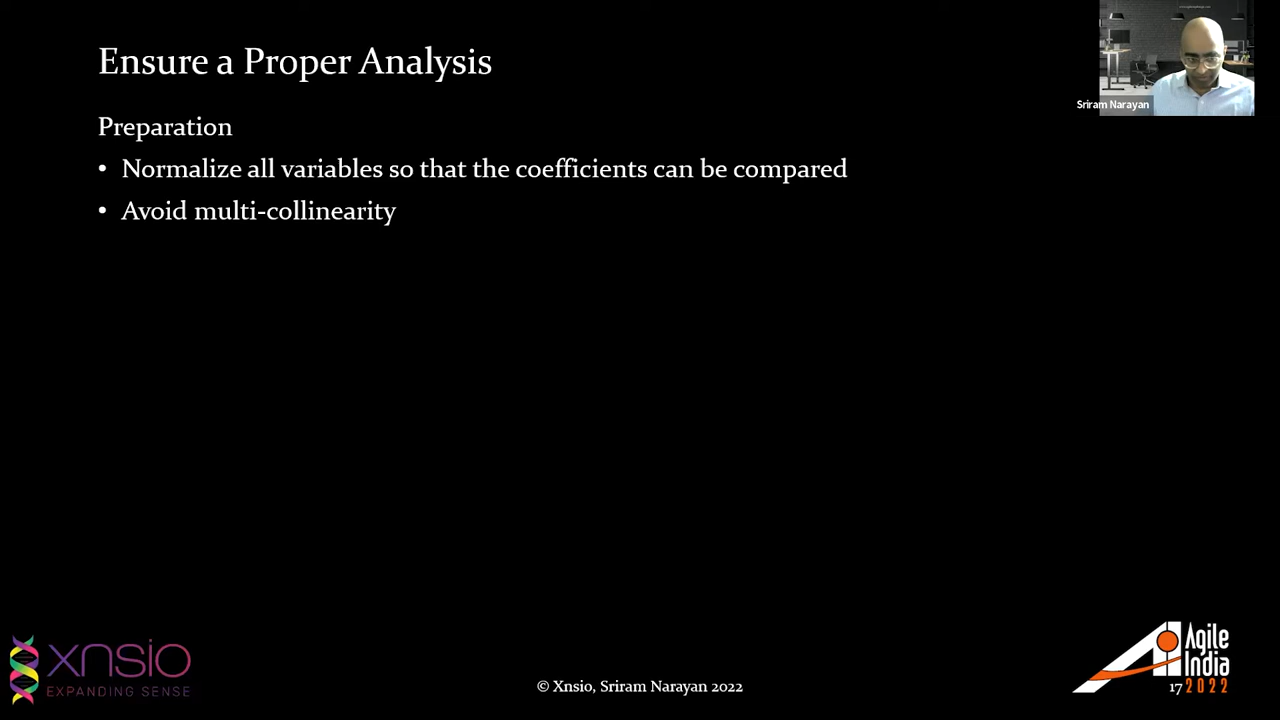 Ensure a Proper Analysis
Sriram Narayan
Preparation
• Normalize all variables so that the coefficients can be compared
• Avoid multi-collinearity
xnsio
EXPANDING SENSE
© Xnsio, Sriram Narayan 2022
Agile
India
17 2022